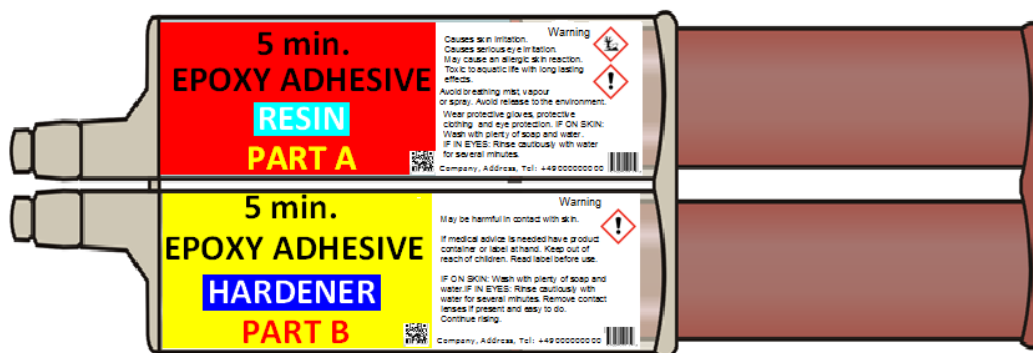 5 min.
EPOXY ADHESIVE
RESIN
PART A
Warning
Causes skin irritation.
Causes serious eye irritation.
May cause an allergic skin reaction.
Toxic to aquatic life with long lasting
effects.
Avoid breathing mist, vapour
or spray. Avoid release to the environment.
Wear protective gloves, protective
clothing and eye protection. IF ON SKIN:
Wash with plenty of soap and water.
IF IN EYES: Rinse cautiously with water
for several minutes.
Company, Address, Tel: +49000000000
5 min.
EPOXY ADHESIVE
HARDENER
PART B
Warning
May be harmful in contact with skin.
If medical advice is needed have product
container or label at hand. Keep out of
reach of children. Read label before use.
IF ON SKIN: Wash with plenty of soap and
water.IF IN EYES: Rinse cautiously with
water for several minutes. Remove contact
lenses if present and easy to do.
Continue rising.
Company, Address, Tel: +49000000000